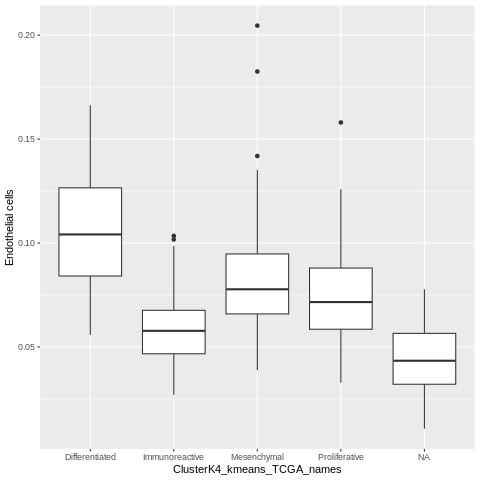 Endothelial cells
0.20
0.15
0.10
0.05
Differentiated Immunoreactive Mesenchymal Proliferative NA
ClusterK4_kmeans_TCGA_names